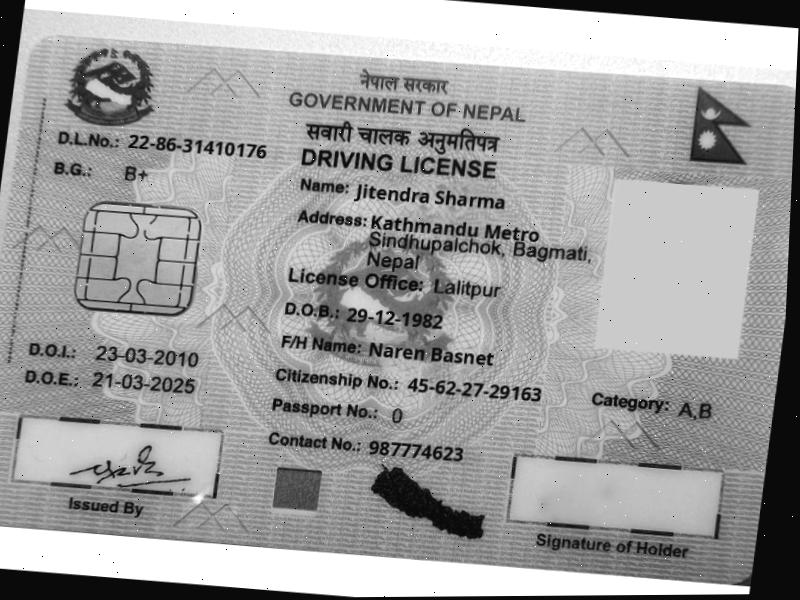 नेपाल सरकार
GOVERNMENT OF NEPAL
सवारी चालक अनुमतिपत्र
DRIVING LICENSE
D.L.No.: 22-86-31410176
B.G.: B+
Name: Jitendra Sharma
Address: Kathmandu Metro
Sindhupalchok, Bagmati,
Nepal
License Office: Lalitpur
D.O.B.: 29-12-1982
F/H Name: Naren Basnet
D.O.I.: 23-03-2010
D.O.E.: 21-03-2025
Citizenship No.: 45-62-27-29163
Passport No.: 0
Contact No.: 987774623
Category: A,B
Issued By
Signature of Holder